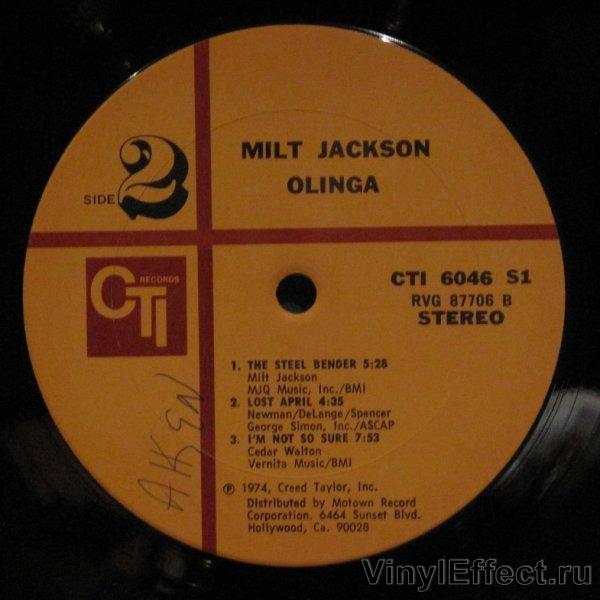 MILT JACKSON
OLINGA
SIDE 2
CTI RECORDS
CTI 6046 S1
RVG 87706 B
STEREO
1. THE STEEL BENDER 5:28
Milt Jackson
MJQ Music, Inc./BMI
2. LOST APRIL 4:35
Newman/DeLange/Spencer
George Simon, Inc./ASCAP
3. I'M NOT SO SURE 7:53
Cedar Walton
Vernita Music/BMI
AKEN
℗ 1974, Creed Taylor, Inc.
Distributed by Motown Record
Corporation. 6464 Sunset Blvd.
Hollywood, Ca. 90028
VinylEffect.ru